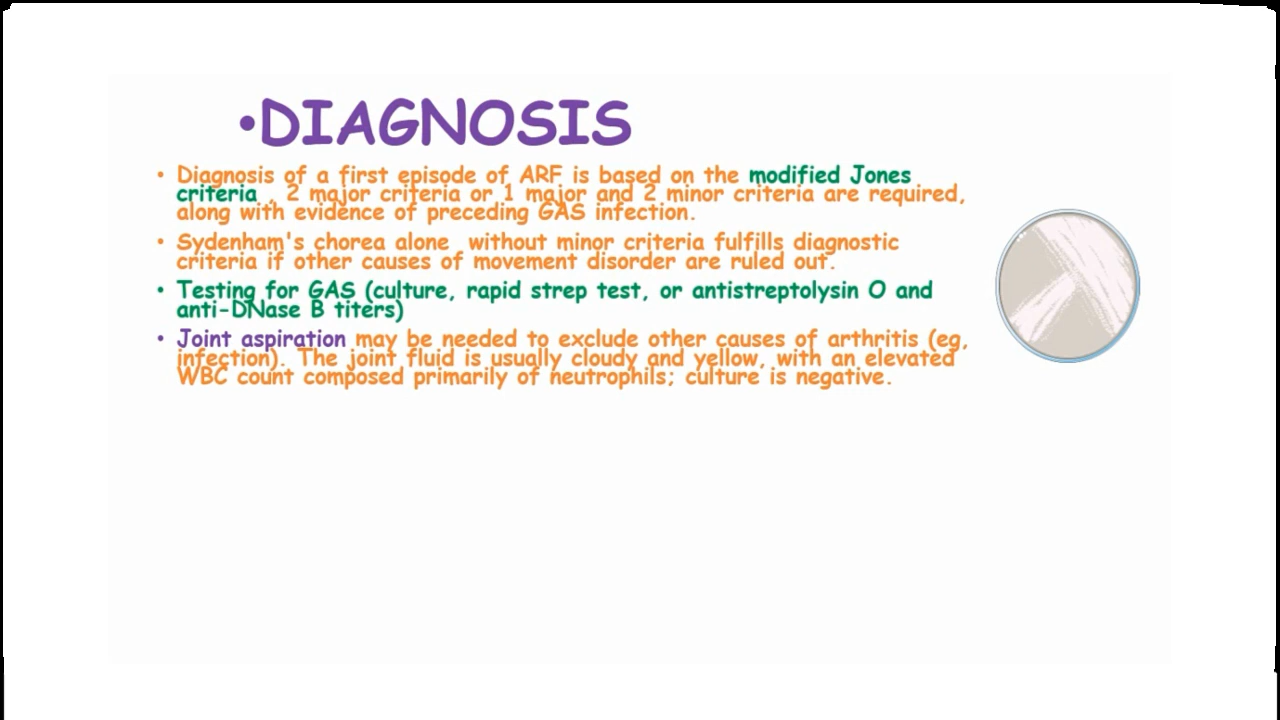 •DIAGNOSIS
• Diagnosis of a first episode of ARF is based on the modified Jones
criteria , 2 major criteria or 1 major and 2 minor criteria are required,
along with evidence of preceding GAS infection.
• Sydenham's chorea alone  without minor criteria fulfills diagnostic
criteria if other causes of movement disorder are ruled out.
• Testing for GAS (culture, rapid strep test, or antistreptolysin O and
anti-DNase B titers)
• Joint aspiration may be needed to exclude other causes of arthritis (eg,
infection). The joint fluid is usually cloudy and yellow, with an elevated
WBC count composed primarily of neutrophils; culture is negative.